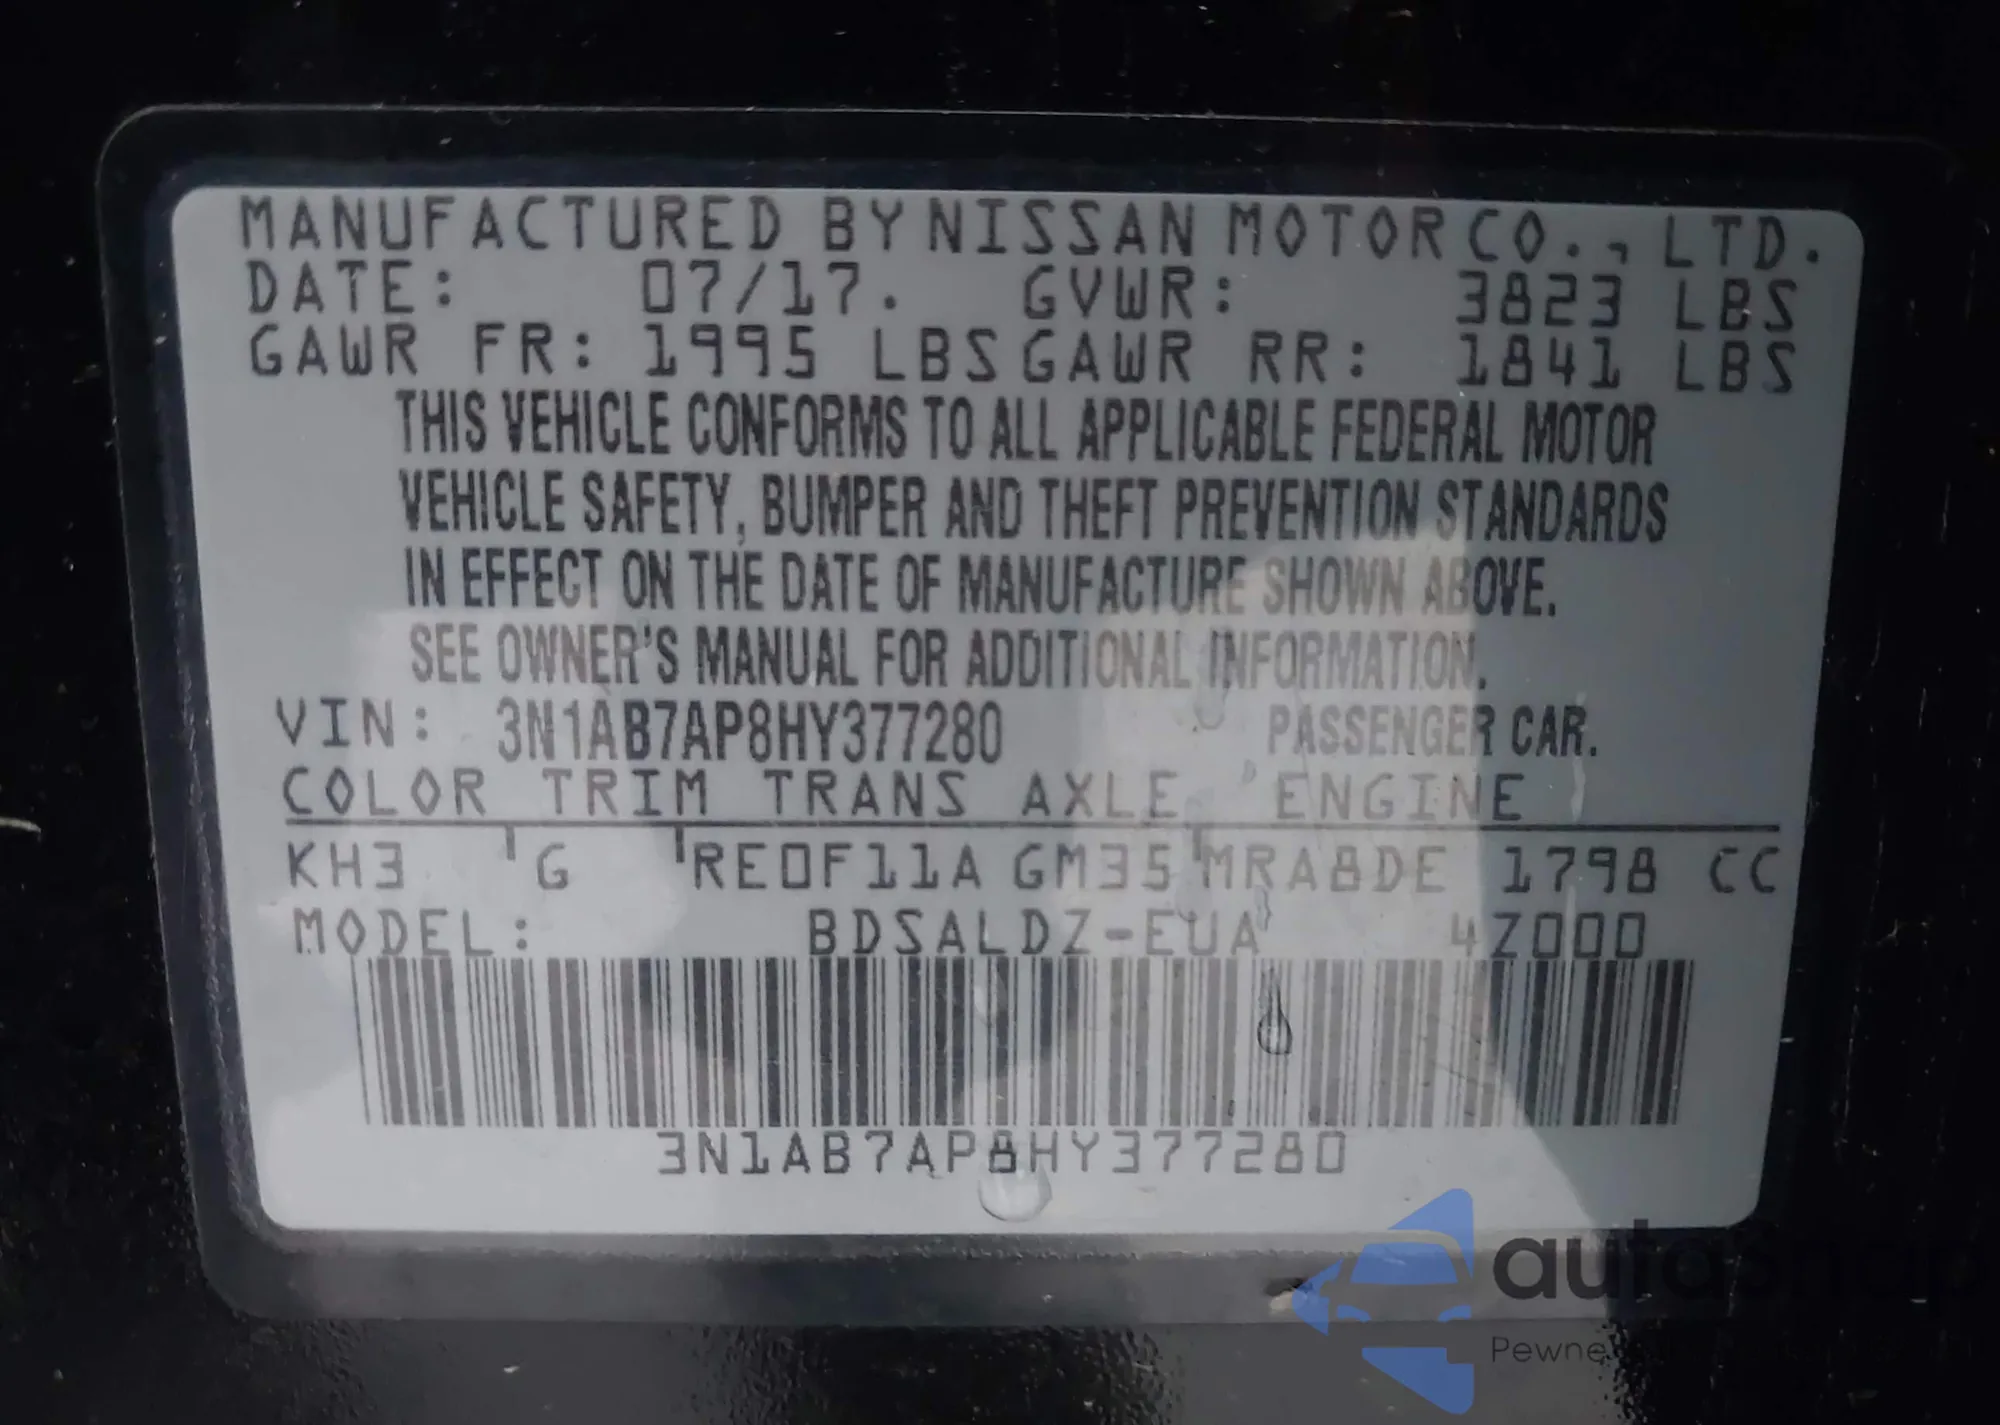 MANUFACTURED BY NISSAN MOTOR CO., LTD.
DATE: 07/17. GVWR: 3823 LBS
GAWR FR: 1995 LBS GAWR RR: 1841 LBS
THIS VEHICLE CONFORMS TO ALL APPLICABLE FEDERAL MOTOR
VEHICLE SAFETY, BUMPER AND THEFT PREVENTION STANDARDS
IN EFFECT ON THE DATE OF MANUFACTURE SHOWN ABOVE.
SEE OWNER'S MANUAL FOR ADDITIONAL INFORMATION.
VIN: 3N1AB7AP8HY377280 PASSENGER CAR.
COLOR TRIM TRANS AXLE ENGINE
KH3 G RE0F11A GM35 MRA8DE 1798 CC
MODEL: BDSALDZ-EUA 4Z000
3N1AB7AP8HY377280
autashop
Pewne